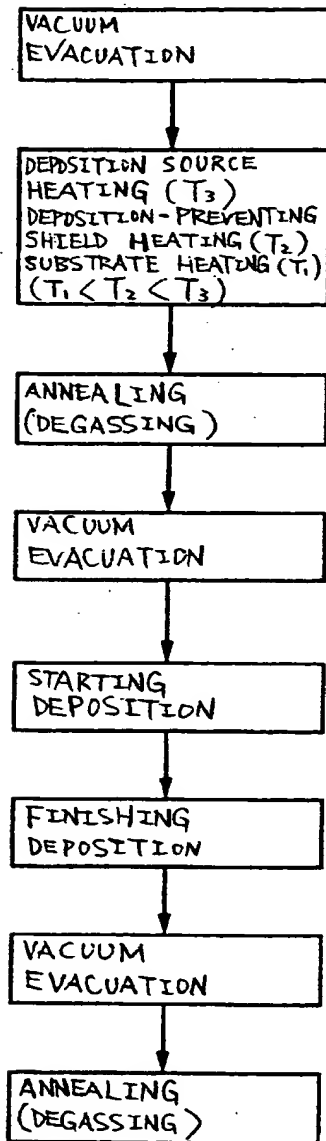 VACUUM
EVACUATION
DEPOSITION SOURCE
HEATING (T₃)
DEPOSITION-PREVENTING
SHIELD HEATING (T₂)
SUBSTRATE HEATING (T₁)
(T₁ < T₂ < T₃)
ANNEALING
(DEGASSING)
VACUUM
EVACUATION
STARTING
DEPOSITION
FINISHING
DEPOSITION
VACUUM
EVACUATION
ANNEALING
(DEGASSING)